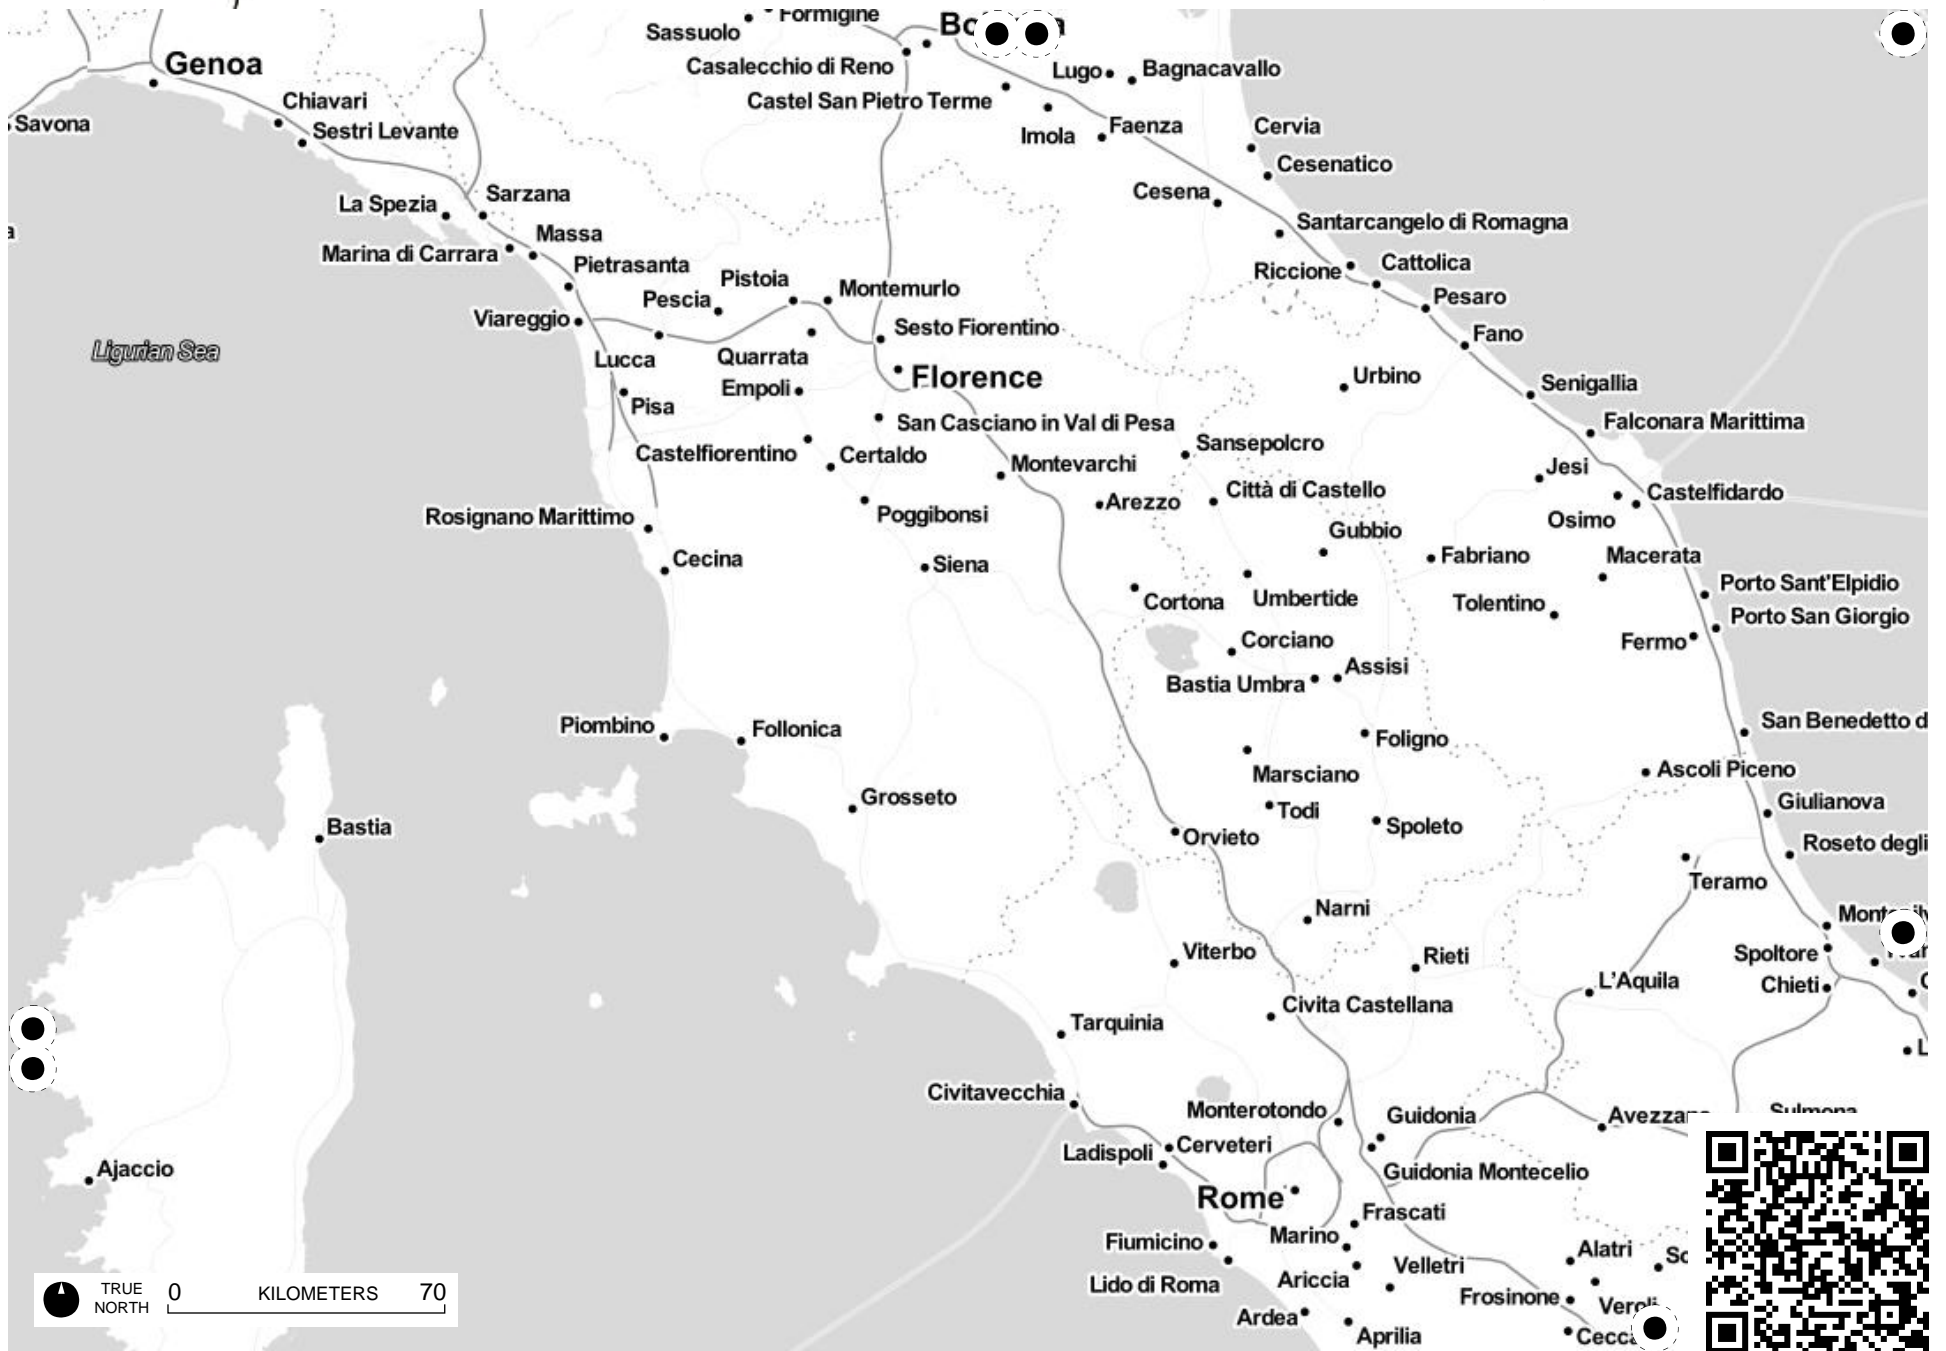 Formigine
Sassuolo
Genoa
Casalecchio di Reno
Lugo
Bagnacavallo
Chiavari
Castel San Pietro Terme
Savona
Sestri Levante
Imola
Faenza
Cervia
Cesenatico
La Spezia
Sarzana
Cesena
Santarcangelo di Romagna
Massa
Marina di Carrara
Pietrasanta
Pistoia
Riccione
Cattolica
Pescia
Montemurlo
Pesaro
Viareggio
Sesto Fiorentino
Fano
Ligurian Sea
Lucca
Quarrata
Florence
Urbino
Empoli
Senigallia
Pisa
San Casciano in Val di Pesa
Falconara Marittima
Castelfiorentino
Certaldo
Sansepolcro
Montevarchi
Jesi
Arezzo
Città di Castello
Castelfidardo
Rosignano Marittimo
Poggibonsi
Osimo
Gubbio
Cecina
Siena
Fabriano
Macerata
Porto Sant'Elpidio
Cortona
Umbertide
Tolentino
Porto San Giorgio
Corciano
Fermo
Bastia Umbra
Assisi
Piombino
Follonica
San Benedetto d
Foligno
Marsciano
Ascoli Piceno
Grosseto
Todi
Giulianova
Bastia
Orvieto
Spoleto
Roseto degli
Teramo
Narni
Viterbo
Rieti
Spoltore
L'Aquila
Chieti
Civita Castellana
Tarquinia
Civitavecchia
Monterotondo
Guidonia
Sulmona
Ladispoli
Cerveteri
Ajaccio
Guidonia Montecelio
Rome
Frascati
Fiumicino
Marino
Alatri
Lido di Roma
Ariccia
Velletri
Frosinone
Veroli
Ardea
Aprilia
TRUE NORTH
0 KILOMETERS 70